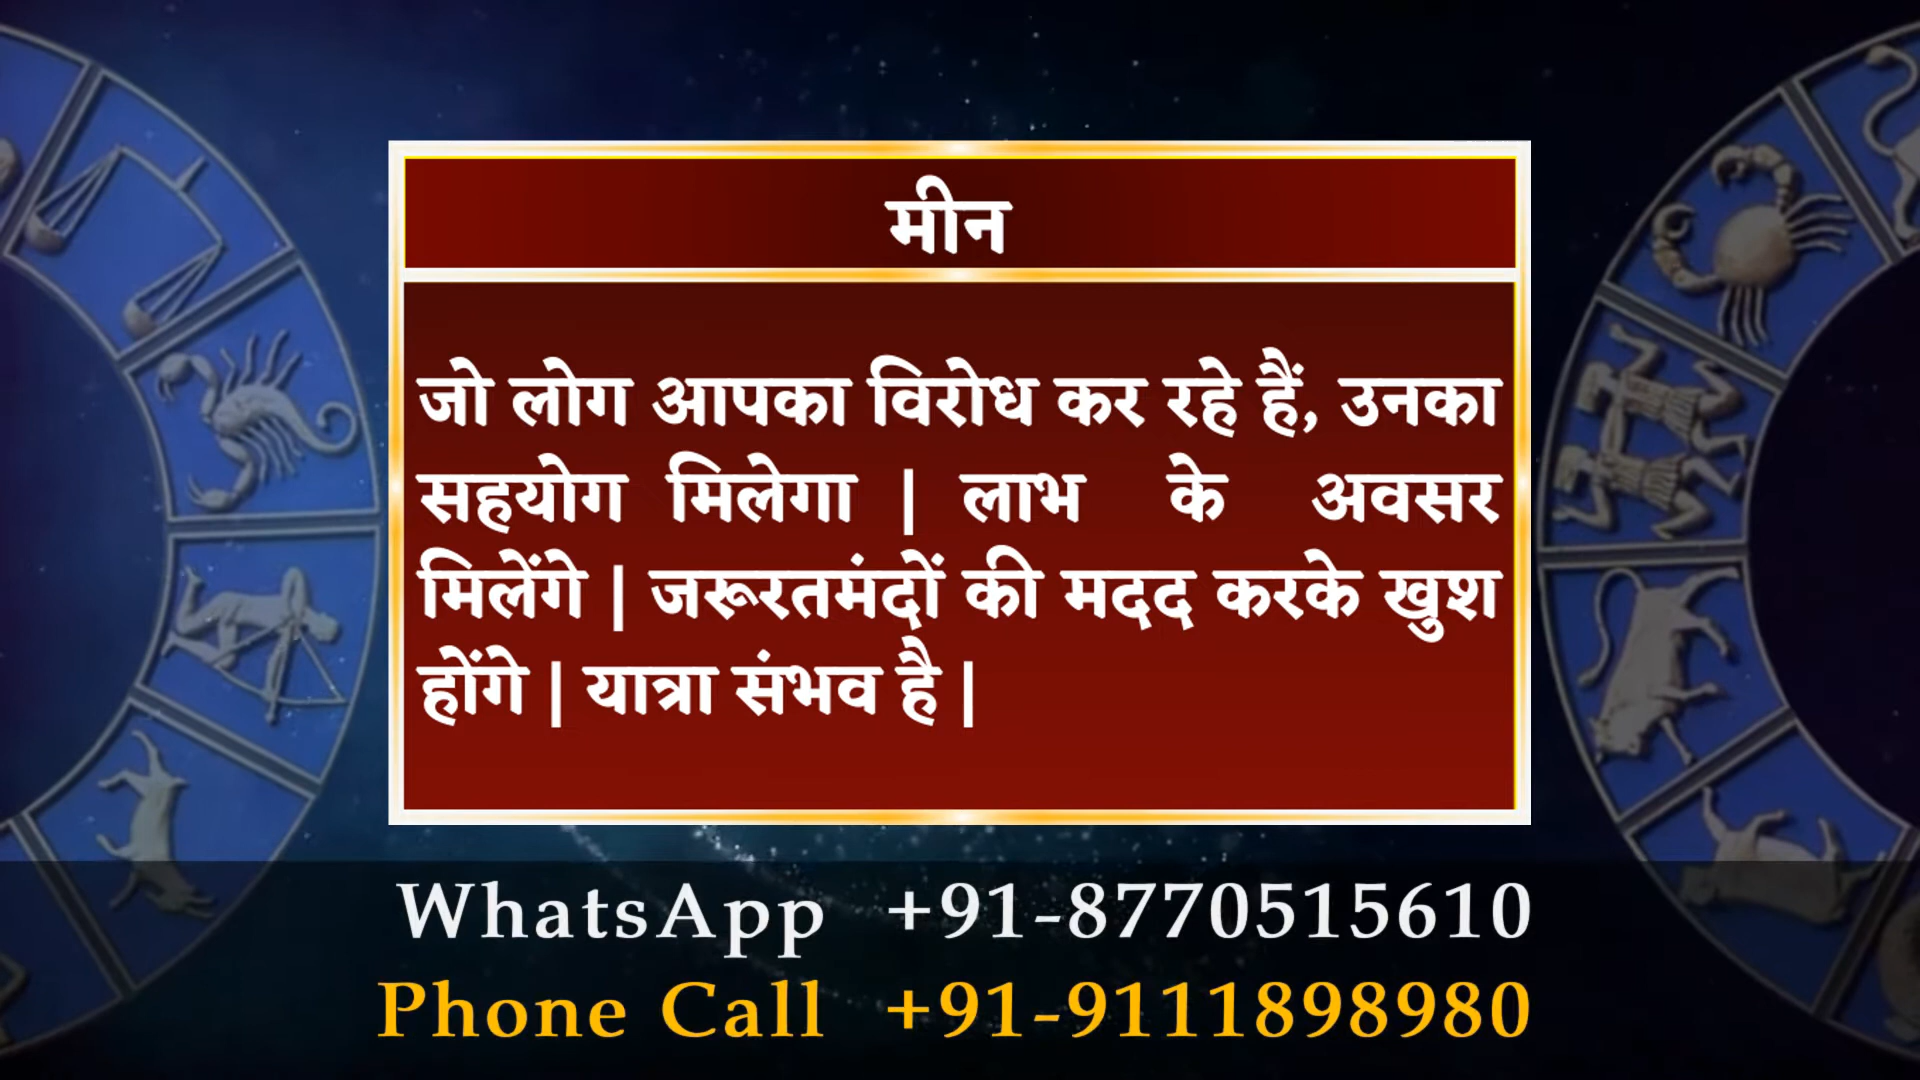 मीन
जो लोग आपका विरोध कर रहे हैं, उनका
सहयोग मिलेगा | लाभ के अवसर
मिलेंगे | जरूरतमंदों की मदद करके खुश
होंगे | यात्रा संभव है |
WhatsApp +91-8770515610
Phone Call +91-9111898980